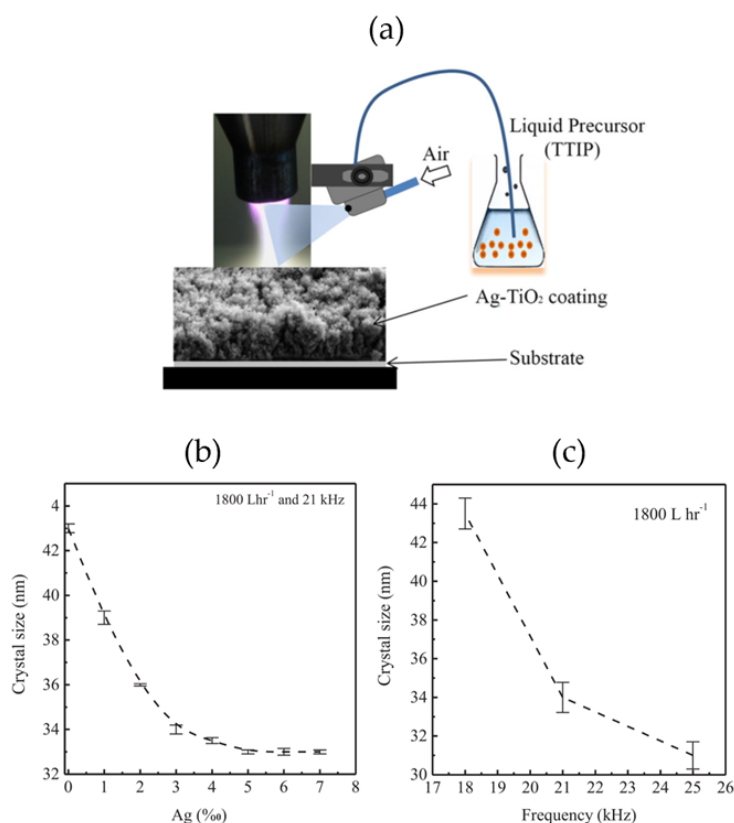 (a)
Liquid Precursor
(TTIP)
Air
Ag-TiO₂ coating
Substrate
(b)
1800 Lhr⁻¹ and 21 kHz
4
42
39
38
36
33
32
Crystal size (nm)
0 1 2 3 4 5 6 7 8
Ag (‰)
(c)
1800 L hr⁻¹
44
42
40
38
36
34
32
30
Crystal size (nm)
17 18 19 20 21 22 23 24 25 26
Frequency (kHz)